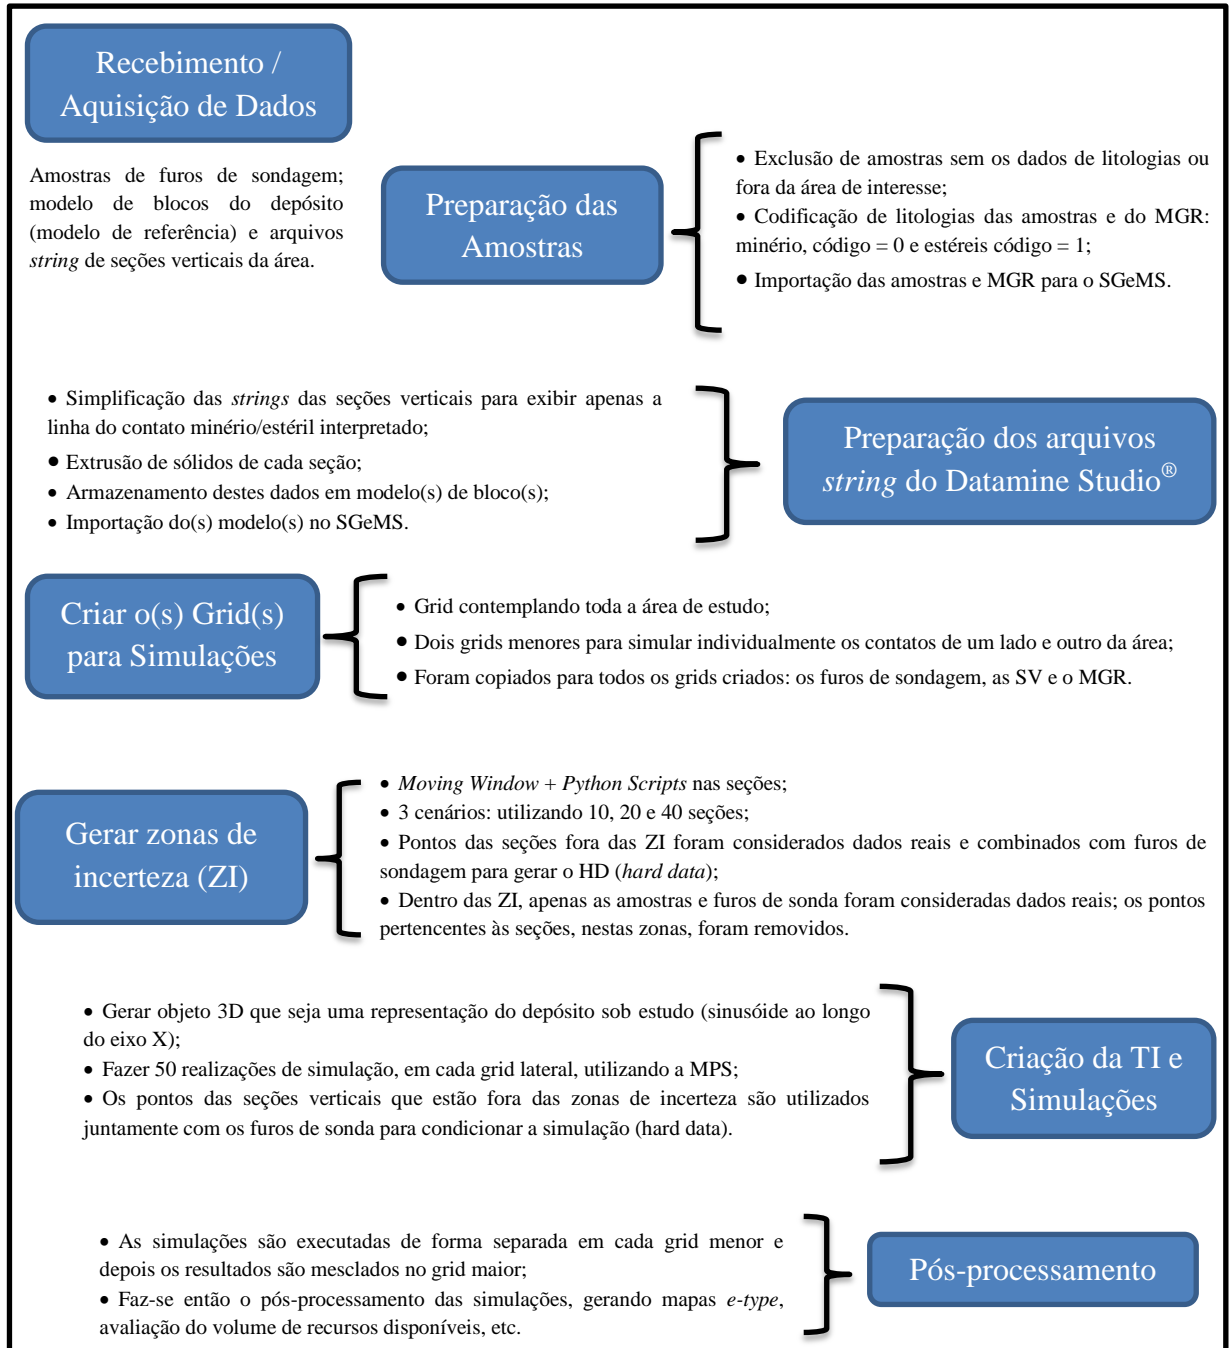 Recebimento /
Aquisição de Dados
Amostras de furos de sondagem;
modelo de blocos do depósito
(modelo de referência) e arquivos
string de seções verticais da área.
Preparação das
Amostras
• Exclusão de amostras sem os dados de litologias ou
fora da área de interesse;
• Codificação de litologias das amostras e do MGR:
minério, código = 0 e estéreis código = 1;
• Importação das amostras e MGR para o SGeMS.
• Simplificação das strings das seções verticais para exibir apenas a
linha do contato minério/estéril interpretado;
• Extrusão de sólidos de cada seção;
• Armazenamento destes dados em modelo(s) de bloco(s);
• Importação do(s) modelo(s) no SGeMS.
Preparação dos arquivos
string do Datamine Studio®
Criar o(s) Grid(s)
para Simulações
• Grid contemplando toda a área de estudo;
• Dois grids menores para simular individualmente os contatos de um lado e outro da área;
• Foram copiados para todos os grids criados: os furos de sondagem, as SV e o MGR.
Gerar zonas de
incerteza (ZI)
• Moving Window + Python Scripts nas seções;
• 3 cenários: utilizando 10, 20 e 40 seções;
• Pontos das seções fora das ZI foram considerados dados reais e combinados com furos de
sondagem para gerar o HD (hard data);
• Dentro das ZI, apenas as amostras e furos de sonda foram consideradas dados reais; os pontos
pertencentes às seções, nestas zonas, foram removidos.
• Gerar objeto 3D que seja uma representação do depósito sob estudo (sinusóide ao longo
do eixo X);
• Fazer 50 realizações de simulação, em cada grid lateral, utilizando a MPS;
• Os pontos das seções verticais que estão fora das zonas de incerteza são utilizados
juntamente com os furos de sonda para condicionar a simulação (hard data).
Criação da TI e
Simulações
• As simulações são executadas de forma separada em cada grid menor e
depois os resultados são mesclados no grid maior;
• Faz-se então o pós-processamento das simulações, gerando mapas e-type,
avaliação do volume de recursos disponíveis, etc.
Pós-processamento